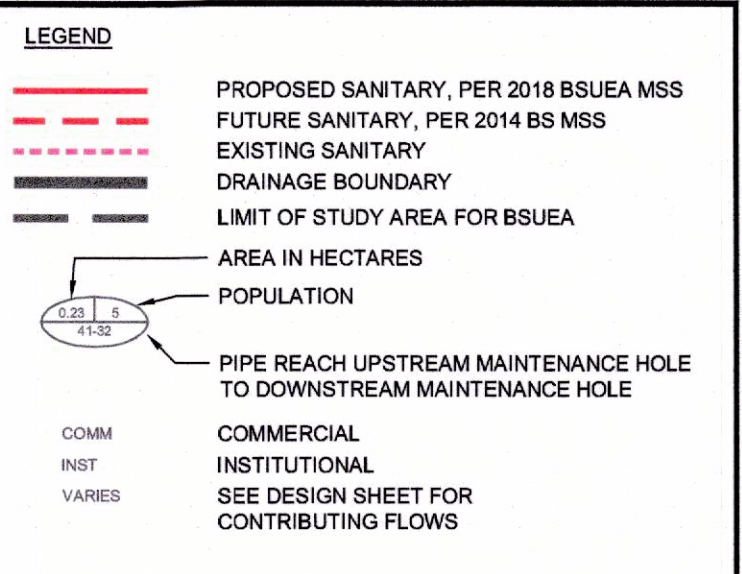 LEGEND
PROPOSED SANITARY, PER 2018 BSUEA MSS
FUTURE SANITARY, PER 2014 BS MSS
EXISTING SANITARY
DRAINAGE BOUNDARY
LIMIT OF STUDY AREA FOR BSUEA
AREA IN HECTARES
POPULATION
0.23 5
41-32
PIPE REACH UPSTREAM MAINTENANCE HOLE
TO DOWNSTREAM MAINTENANCE HOLE
COMM COMMERCIAL
INST INSTITUTIONAL
VARIES SEE DESIGN SHEET FOR
CONTRIBUTING FLOWS